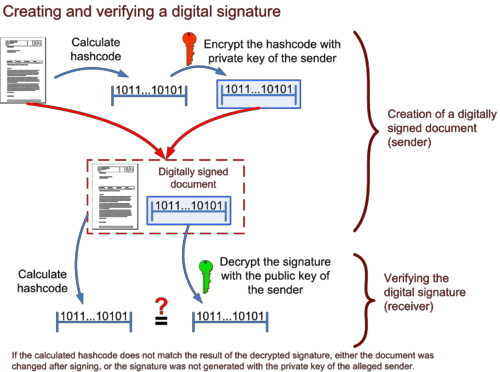 Creating and verifying a digital signature
Calculate
hashcode
Encrypt the hashcode with
private key of the sender
1011...10101
1011...10101
Creation of a digitally
signed document
(sender)
Digitally signed
document
1011...10101
Calculate
hashcode
Decrypt the signature
with the public key of
the sender
Verifying the
digital signature
(receiver)
1011...10101
?
=
1011...10101
If the calculated hashcode does not match the result of the decrypted signature, either the document was
changed after signing, or the signature was not generated with the private key of the alleged sender.